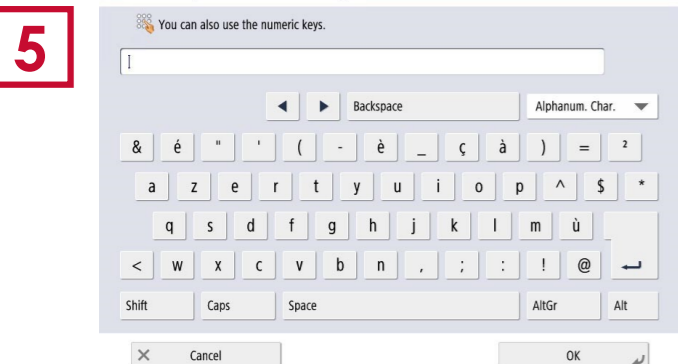 5
You can also use the numeric keys.
Backspace Alphanum. Char.
& é " ' ( - è _ ç à ) = ²
a z e r t y u i o p ^ $ *
q s d f g h j k l m ù
< w x c v b n , ; : ! @
Shift Caps Space AltGr Alt
Cancel OK